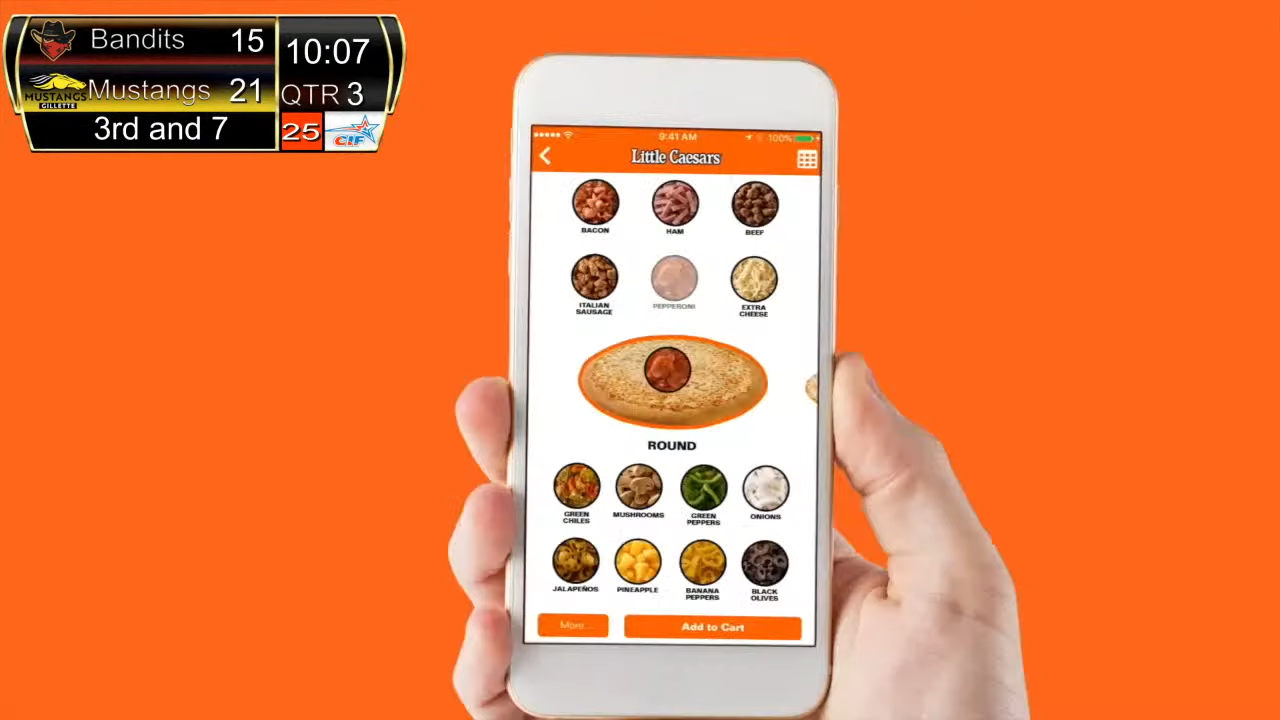 Bandits 15
10:07
MUSTANGS
GILLETTE
Mustangs 21
QTR 3
3rd and 7
25
CIF
9:41 AM
100%
Little Caesars
BACON
HAM
BEEF
ITALIAN
SAUSAGE
PEPPERONI
EXTRA
CHEESE
ROUND
GREEN
CHILES
MUSHROOMS
GREEN
PEPPERS
ONIONS
JALAPEÑOS
PINEAPPLE
BANANA
PEPPERS
BLACK
OLIVES
More...
Add to Cart